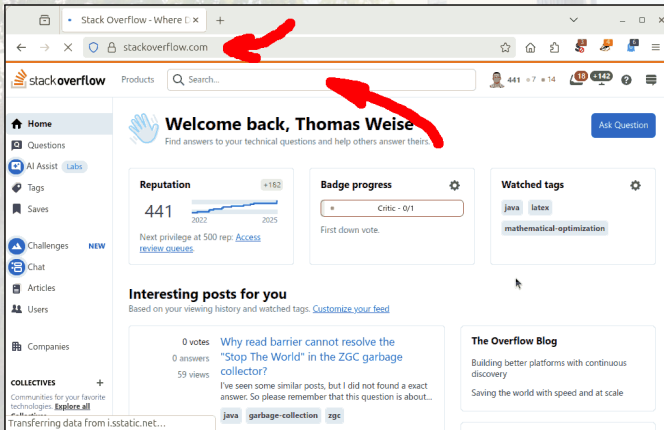 Stack Overflow - Where D
stackoverflow.com
stackoverflow
Products
Search...
441
7
14
18
+142
Home
Questions
AI Assist
Labs
Tags
Saves
Challenges
NEW
Chat
Articles
Users
Companies
COLLECTIVES
+
Communities for your favorite
technologies. Explore all
Transferring data from i.sstatic.net…
Welcome back, Thomas Weise
Find answers to your technical questions and help others answer theirs.
Ask Question
Reputation
+162
441
2022
2025
Next privilege at 500 rep: Access
review queues.
Badge progress
Critic - 0/1
First down vote.
Watched tags
java latex
mathematical-optimization
Interesting posts for you
Based on your viewing history and watched tags. Customize your feed
0 votes
0 answers
59 views
Why read barrier cannot resolve the
"Stop The World" in the ZGC garbage
collector?
I've seen some similar posts, but I did not found a exact
answer. So please remember that this question is about...
java garbage-collection zgc
The Overflow Blog
Building better platforms with continuous
discovery
Saving the world with speed and at scale